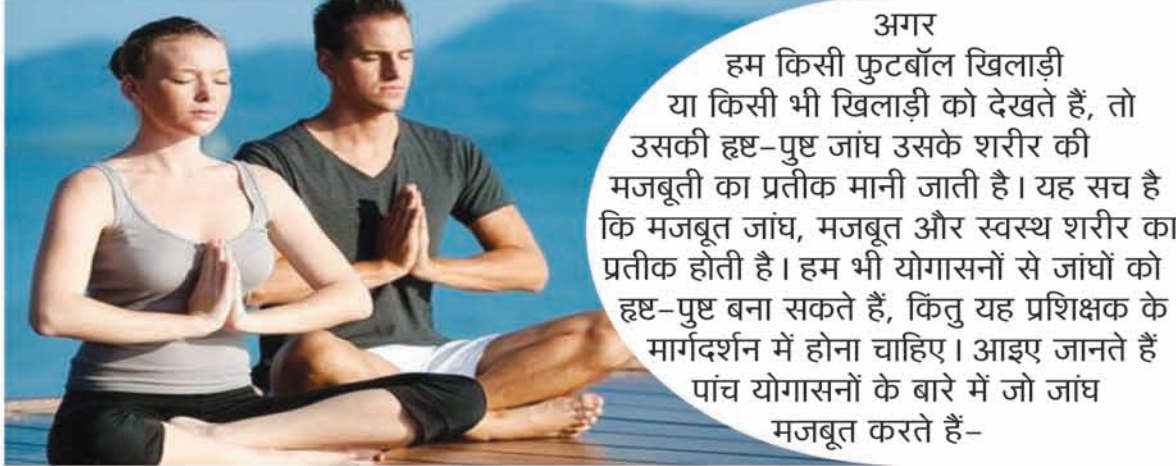 अगर
हम किसी फुटबॉल खिलाड़ी
या किसी भी खिलाड़ी को देखते हैं, तो
उसकी हृष्ट-पुष्ट जांघ उसके शरीर की
मजबूती का प्रतीक मानी जाती है। यह सच है
कि मजबूत जांघ, मजबूत और स्वस्थ शरीर का
प्रतीक होती है। हम भी योगासनों से जांघों को
हृष्ट-पुष्ट बना सकते हैं, किंतु यह प्रशिक्षक के
मार्गदर्शन में होना चाहिए। आइए जानते हैं
पांच योगासनों के बारे में जो जांघ
मजबूत करते हैं-